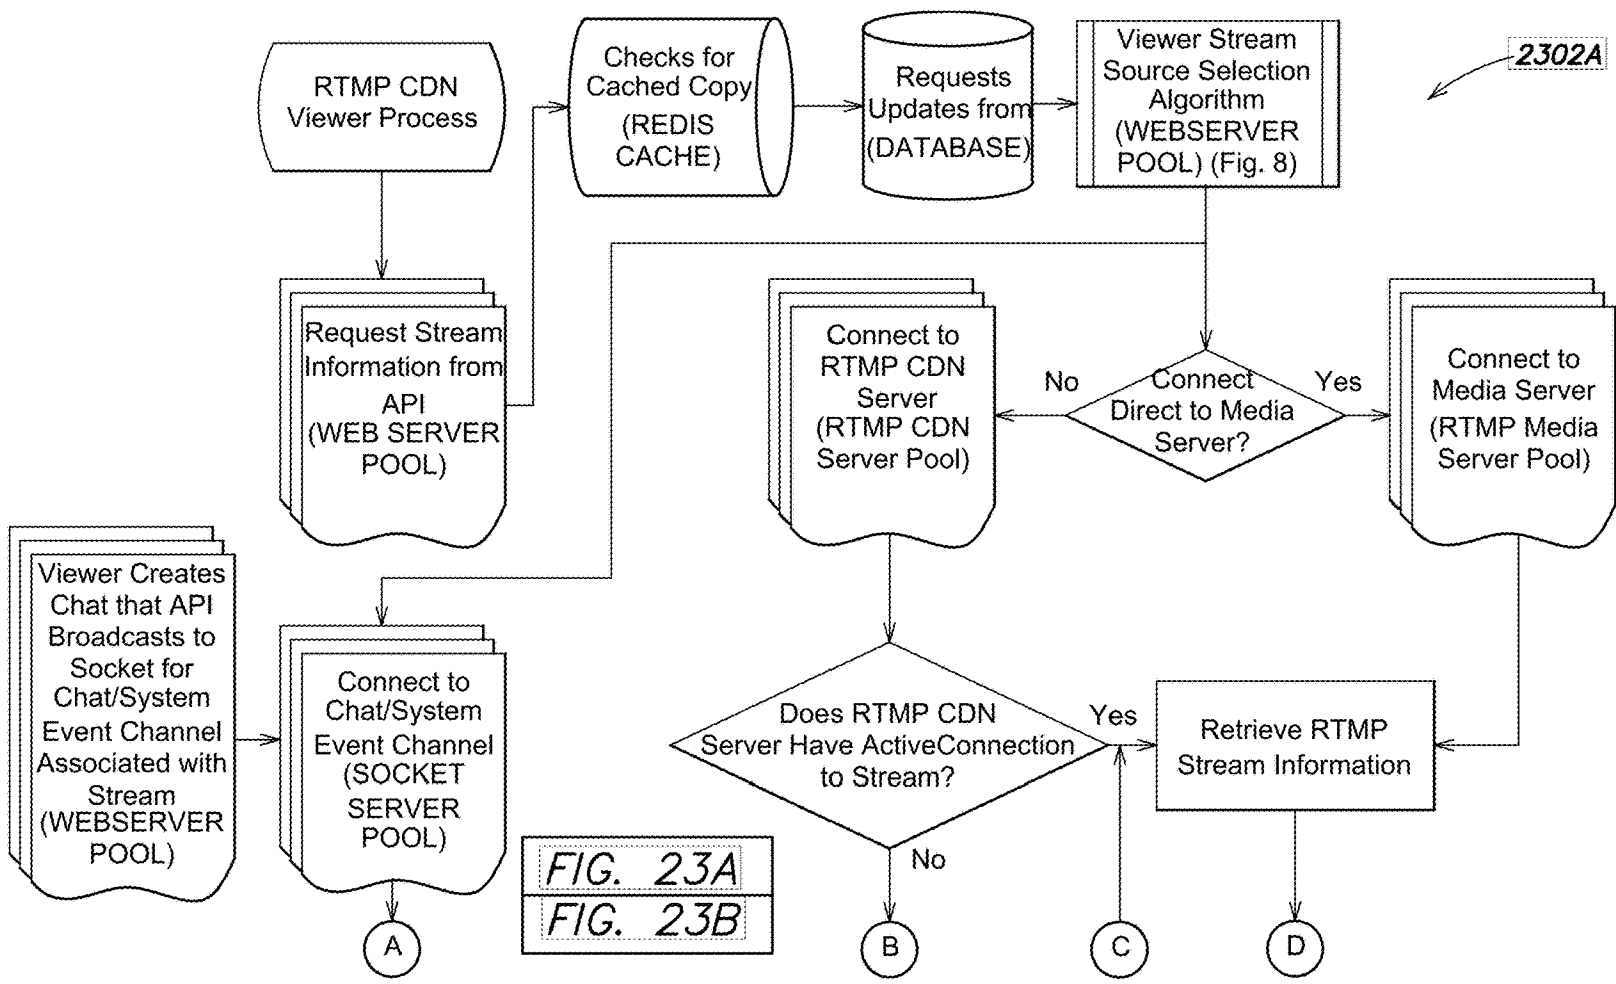 RTMP CDN
Viewer Process
Checks for
Cached Copy
(REDIS
CACHE)
Requests
Updates from
(DATABASE)
Viewer Stream
Source Selection
Algorithm
(WEBSERVER
POOL) (Fig. 8)
2302A
Request Stream
Information from
API
(WEB SERVER
POOL)
Connect to
RTMP CDN
Server
(RTMP CDN
Server Pool)
No
Connect
Direct to Media
Server?
Yes
Connect to
Media Server
(RTMP Media
Server Pool)
Viewer Creates
Chat that API
Broadcasts to
Socket for
Chat/System
Event Channel
Associated with
Stream
(WEBSERVER
POOL)
Connect to
Chat/System
Event Channel
(SOCKET
SERVER
POOL)
Does RTMP CDN
Server Have ActiveConnection
to Stream?
Yes
No
Retrieve RTMP
Stream Information
FIG. 23A
FIG. 23B
A
B
C
D